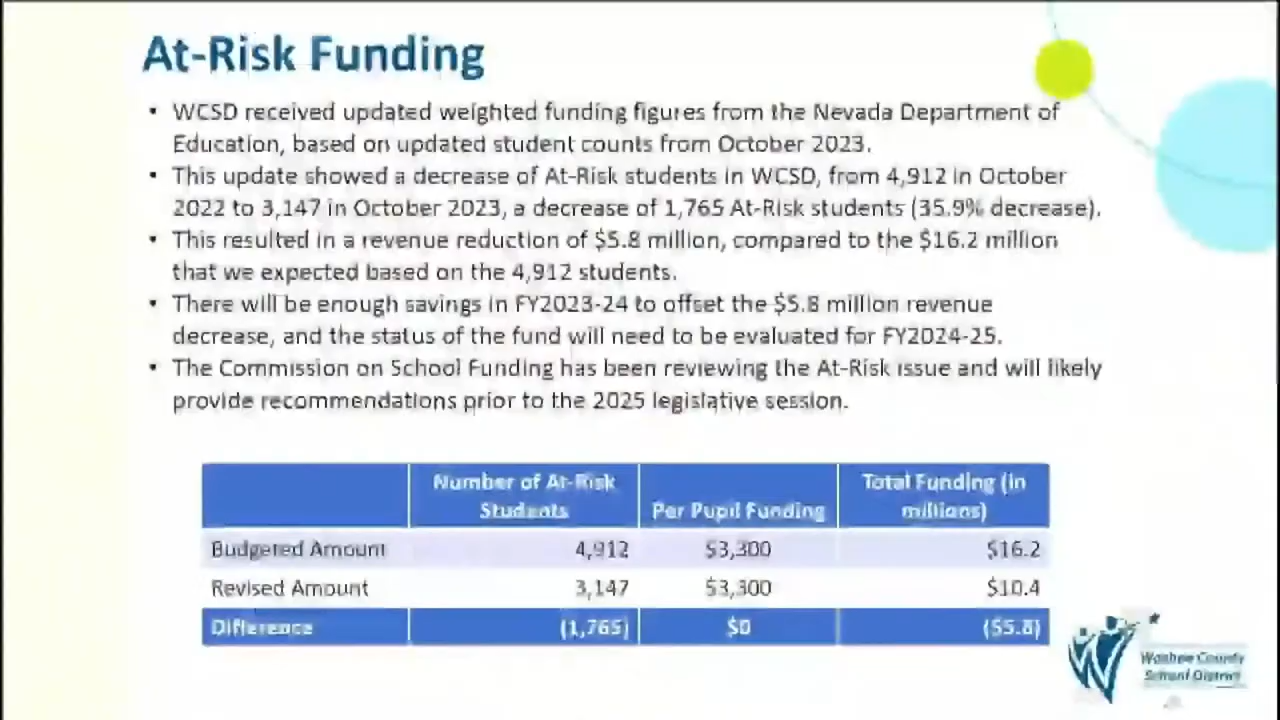 At-Risk Funding
• WCSD received updated weighted funding figures from the Nevada Department of
Education, based on updated student counts from October 2023.
• This update showed a decrease of At-Risk students in WCSD, from 4,912 in October
2022 to 3,147 in October 2023, a decrease of 1,765 At-Risk students (35.9% decrease).
• This resulted in a revenue reduction of $5.8 million, compared to the $16.2 million
that we expected based on the 4,912 students.
• There will be enough savings in FY2023-24 to offset the $5.8 million revenue
decrease, and the status of the fund will need to be evaluated for FY2024-25.
• The Commission on School Funding has been reviewing the At-Risk issue and will likely
provide recommendations prior to the 2025 legislative session.
Number of At-Risk
Students
Per Pupil Funding
Total Funding (in
millions)
Budgeted Amount 4,912 $3,300 $16.2
Revised Amount 3,147 $3,300 $10.4
Difference (1,765) $0 ($5.8)
Washoe County
School District